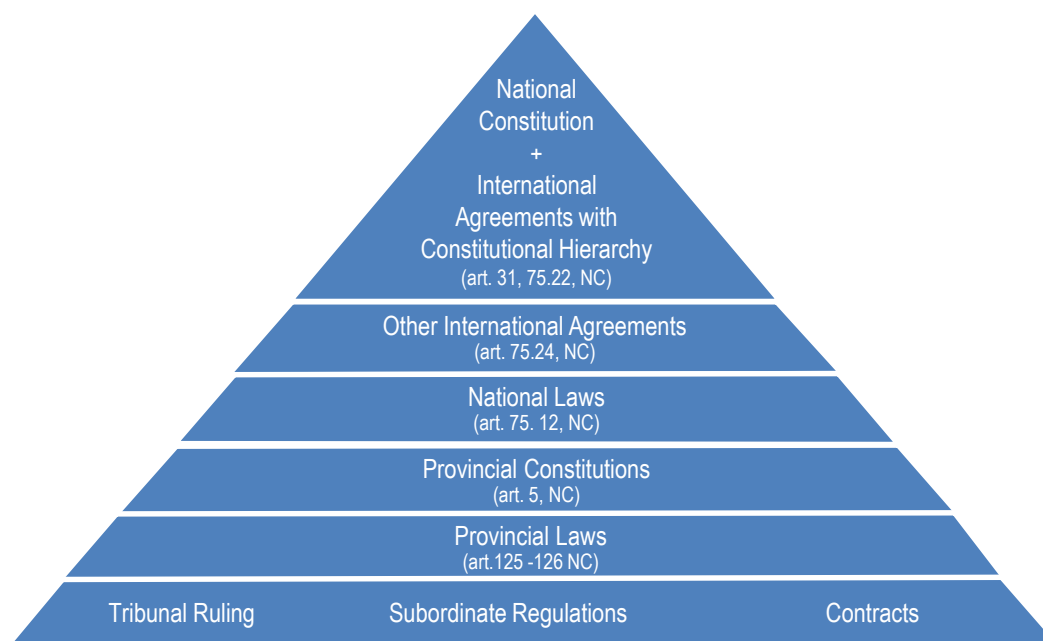 National
Constitution
+
International
Agreements with
Constitutional Hierarchy
(art. 31, 75.22, NC)
Other International Agreements
(art. 75.24, NC)
National Laws
(art. 75. 12, NC)
Provincial Constitutions
(art. 5, NC)
Provincial Laws
(art.125 -126 NC)
Tribunal Ruling Subordinate Regulations Contracts